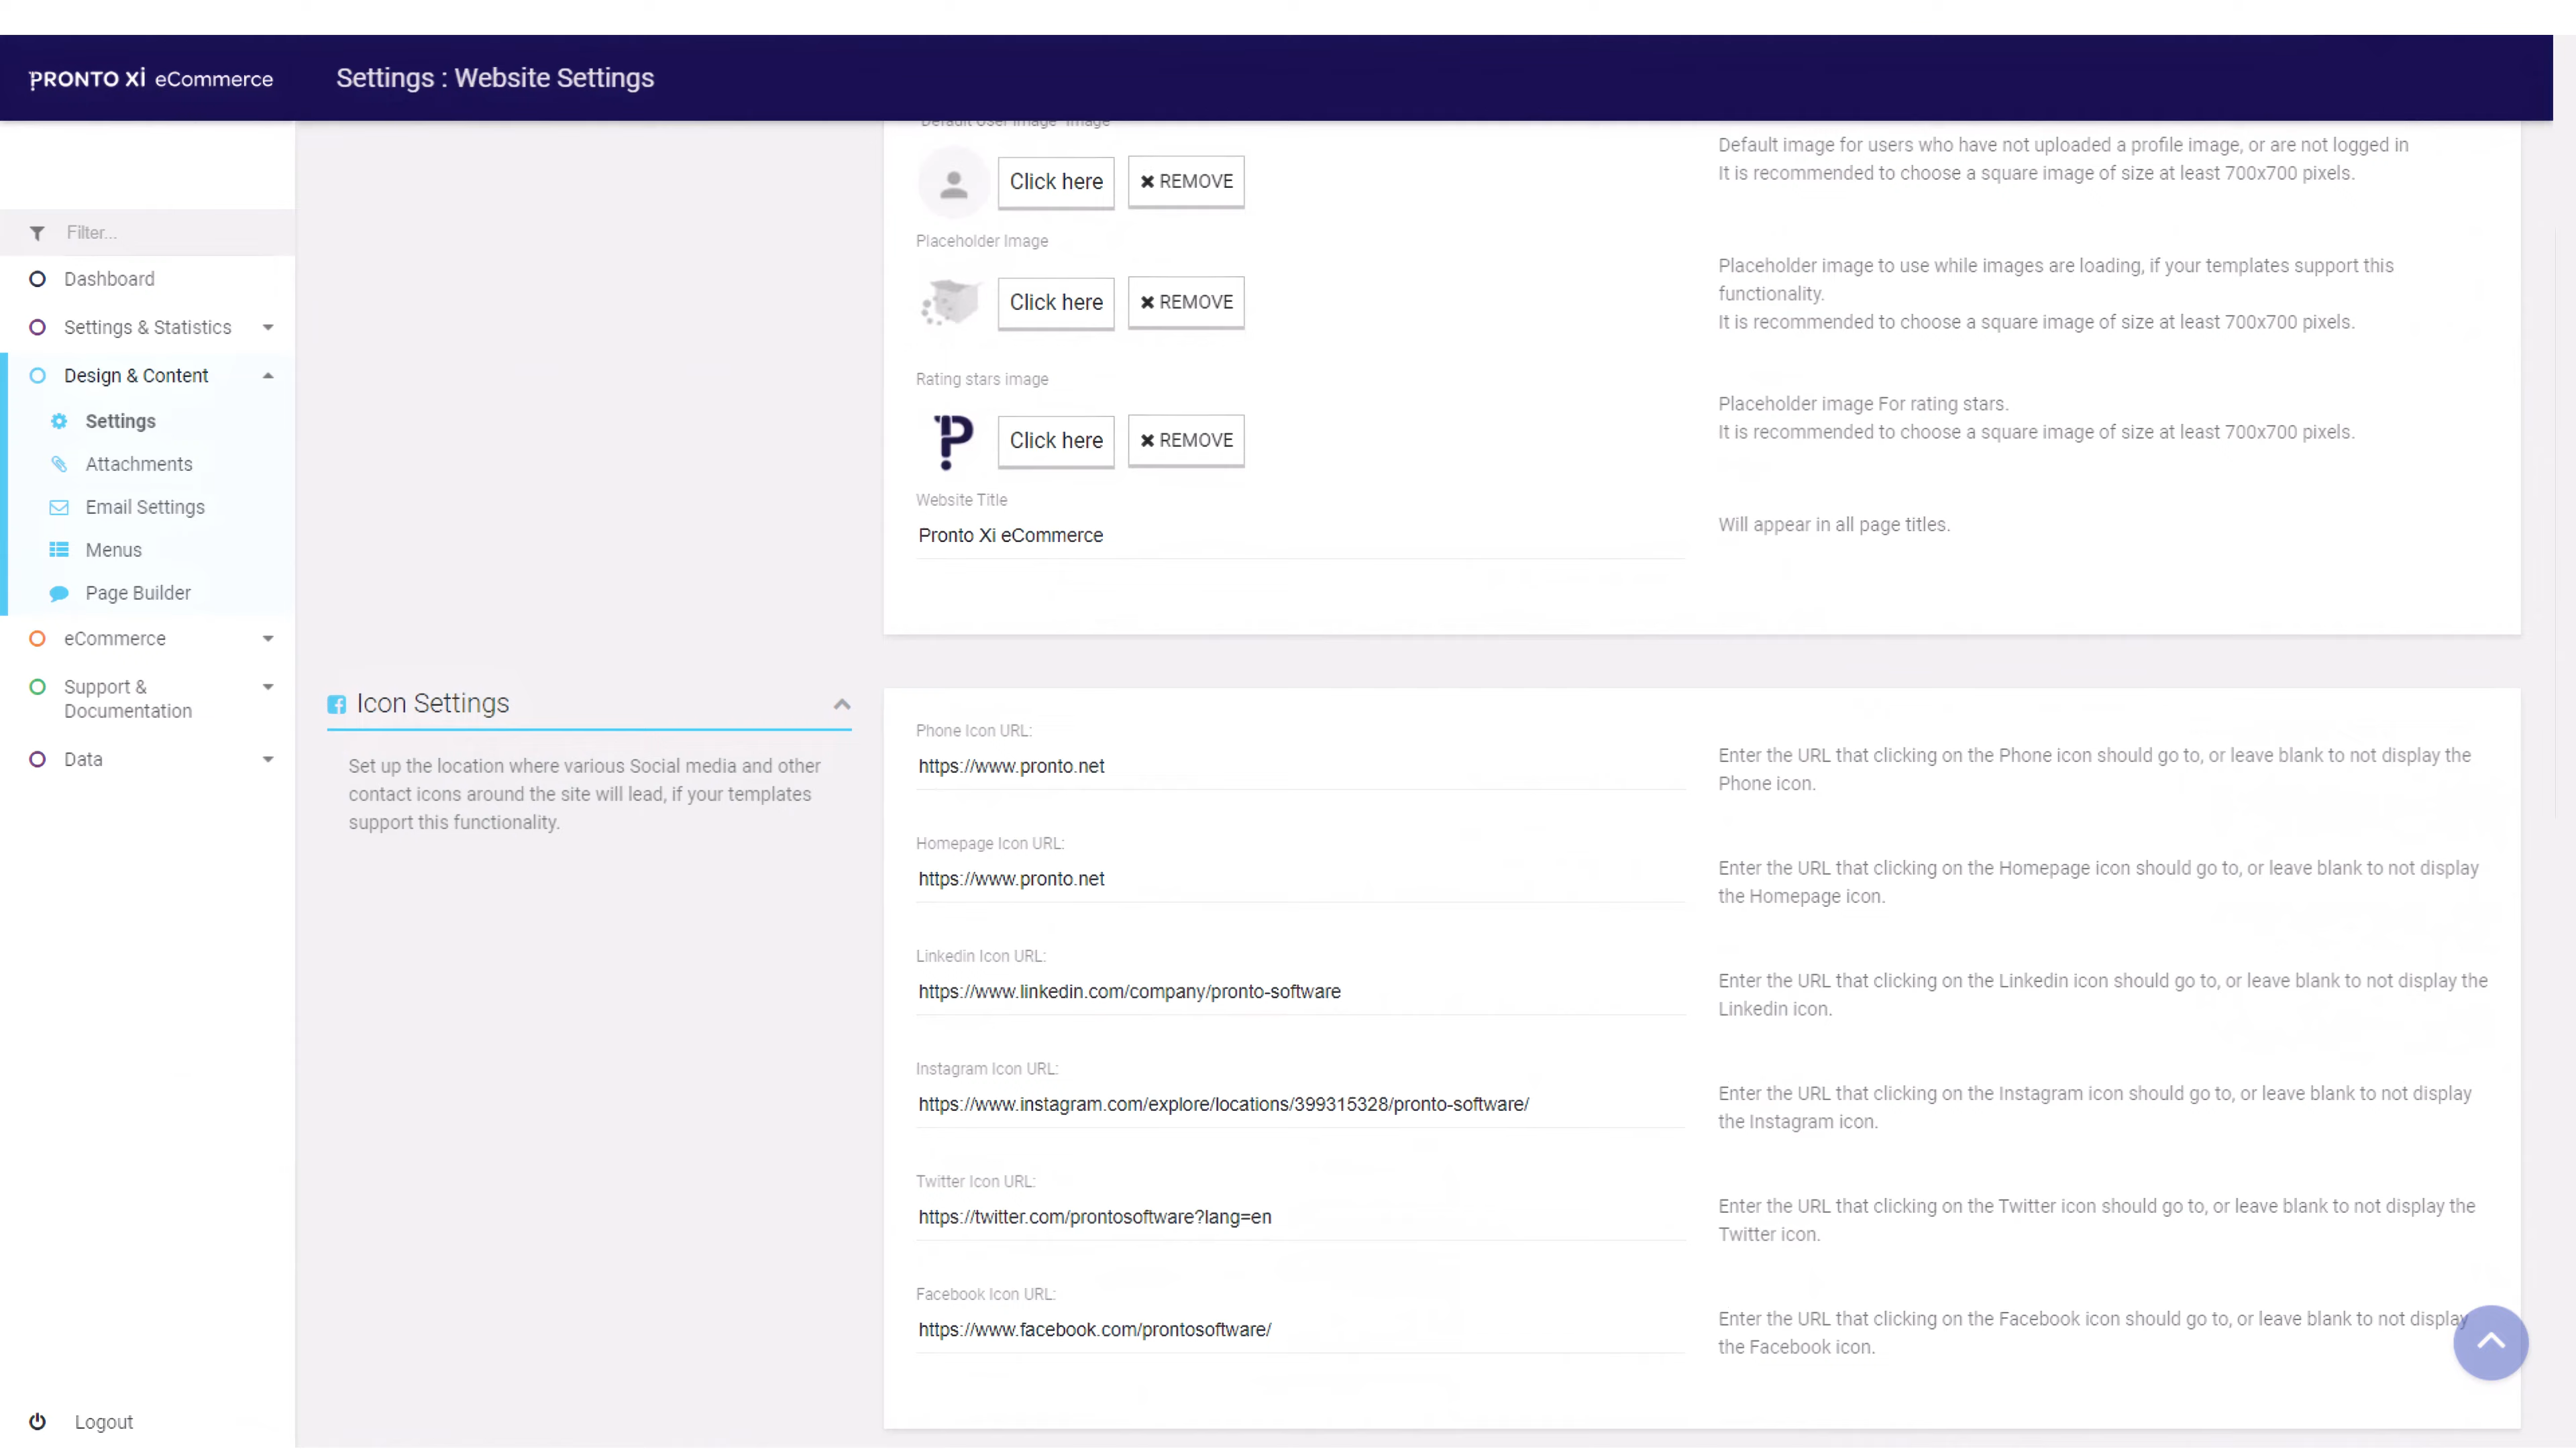 PRONTO Xi eCommerce
Settings : Website Settings
Filter...
Dashboard
Settings & Statistics
Design & Content
Settings
Attachments
Email Settings
Menus
Page Builder
eCommerce
Support &
Documentation
Data
Logout
Default User Image Image
Click here
REMOVE
Default image for users who have not uploaded a profile image, or are not logged in
It is recommended to choose a square image of size at least 700x700 pixels.
Placeholder Image
Click here
REMOVE
Placeholder image to use while images are loading, if your templates support this
functionality.
It is recommended to choose a square image of size at least 700x700 pixels.
Rating stars image
Click here
REMOVE
Placeholder image For rating stars.
It is recommended to choose a square image of size at least 700x700 pixels.
Website Title
Pronto Xi eCommerce
Will appear in all page titles.
Icon Settings
Set up the location where various Social media and other
contact icons around the site will lead, if your templates
support this functionality.
Phone Icon URL:
https://www.pronto.net
Enter the URL that clicking on the Phone icon should go to, or leave blank to not display the
Phone icon.
Homepage Icon URL:
https://www.pronto.net
Enter the URL that clicking on the Homepage icon should go to, or leave blank to not display
the Homepage icon.
Linkedin Icon URL:
https://www.linkedin.com/company/pronto-software
Enter the URL that clicking on the Linkedin icon should go to, or leave blank to not display the
Linkedin icon.
Instagram Icon URL:
https://www.instagram.com/explore/locations/399315328/pronto-software/
Enter the URL that clicking on the Instagram icon should go to, or leave blank to not display
the Instagram icon.
Twitter Icon URL:
https://twitter.com/prontosoftware?lang=en
Enter the URL that clicking on the Twitter icon should go to, or leave blank to not display the
Twitter icon.
Facebook Icon URL:
https://www.facebook.com/prontosoftware/
Enter the URL that clicking on the Facebook icon should go to, or leave blank to not display
the Facebook icon.